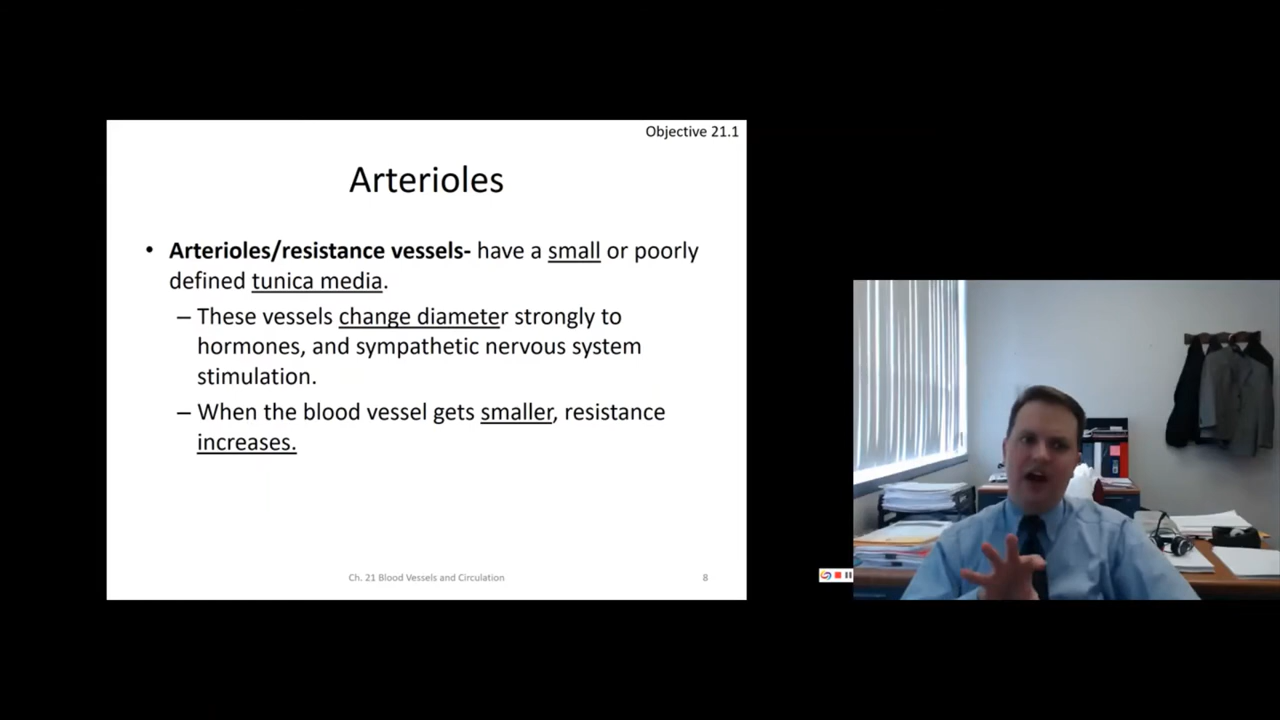 Objective 21.1
Arterioles
• Arterioles/resistance vessels- have a small or poorly
defined tunica media.
– These vessels change diameter strongly to
hormones, and sympathetic nervous system
stimulation.
– When the blood vessel gets smaller, resistance
increases.
Ch. 21 Blood Vessels and Circulation
8